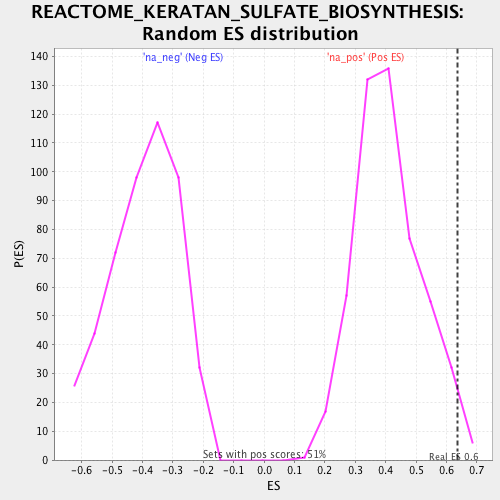 REACTOME_KERATAN_SULFATE_BIOSYNTHESIS:
Random ES distribution
'na_neg' (Neg ES)
'na_pos' (Pos ES)
140
130
120
110
100
90
80
70
60
50
40
30
20
10
0
P(ES)
Sets with pos scores: 51%
Real ES 0.6
-0.6 -0.5 -0.4 -0.3 -0.2 -0.1 0.0 0.1 0.2 0.3 0.4 0.5 0.6 0.7
ES